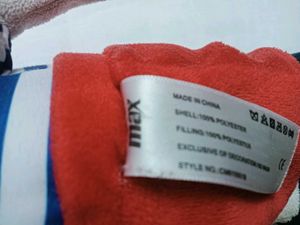 max
MADE IN CHINA
SHELL:100% POLYESTER
FILLING:100% POLYESTER
EXCLUSIVE OF DECORATION
STYLE NO.: